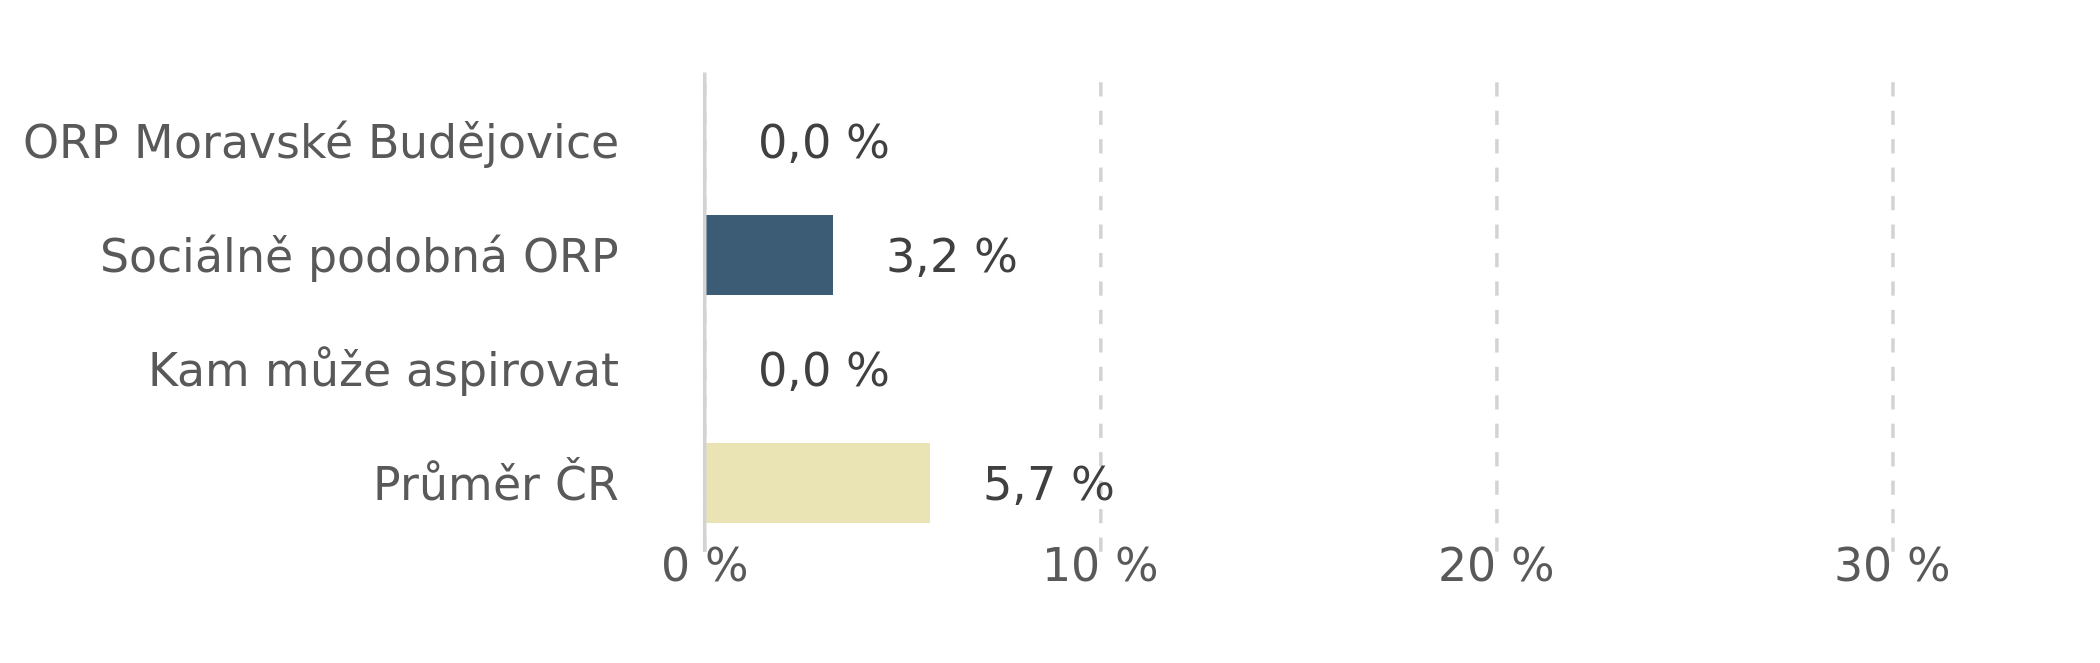 ORP Moravské Budějovice 0,0 %
Sociálně podobná ORP 3,2 %
Kam může aspirovat 0,0 %
Průměr ČR 5,7 %
0 % 10 % 20 % 30 %